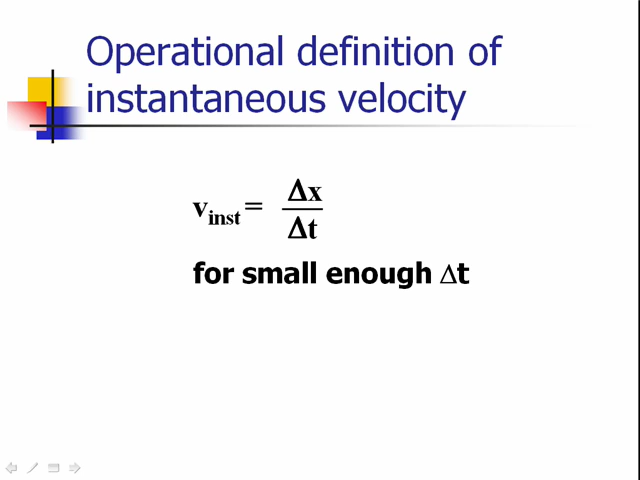 Operational definition of
instantaneous velocity
v_inst = Δx/Δt
for small enough Δt